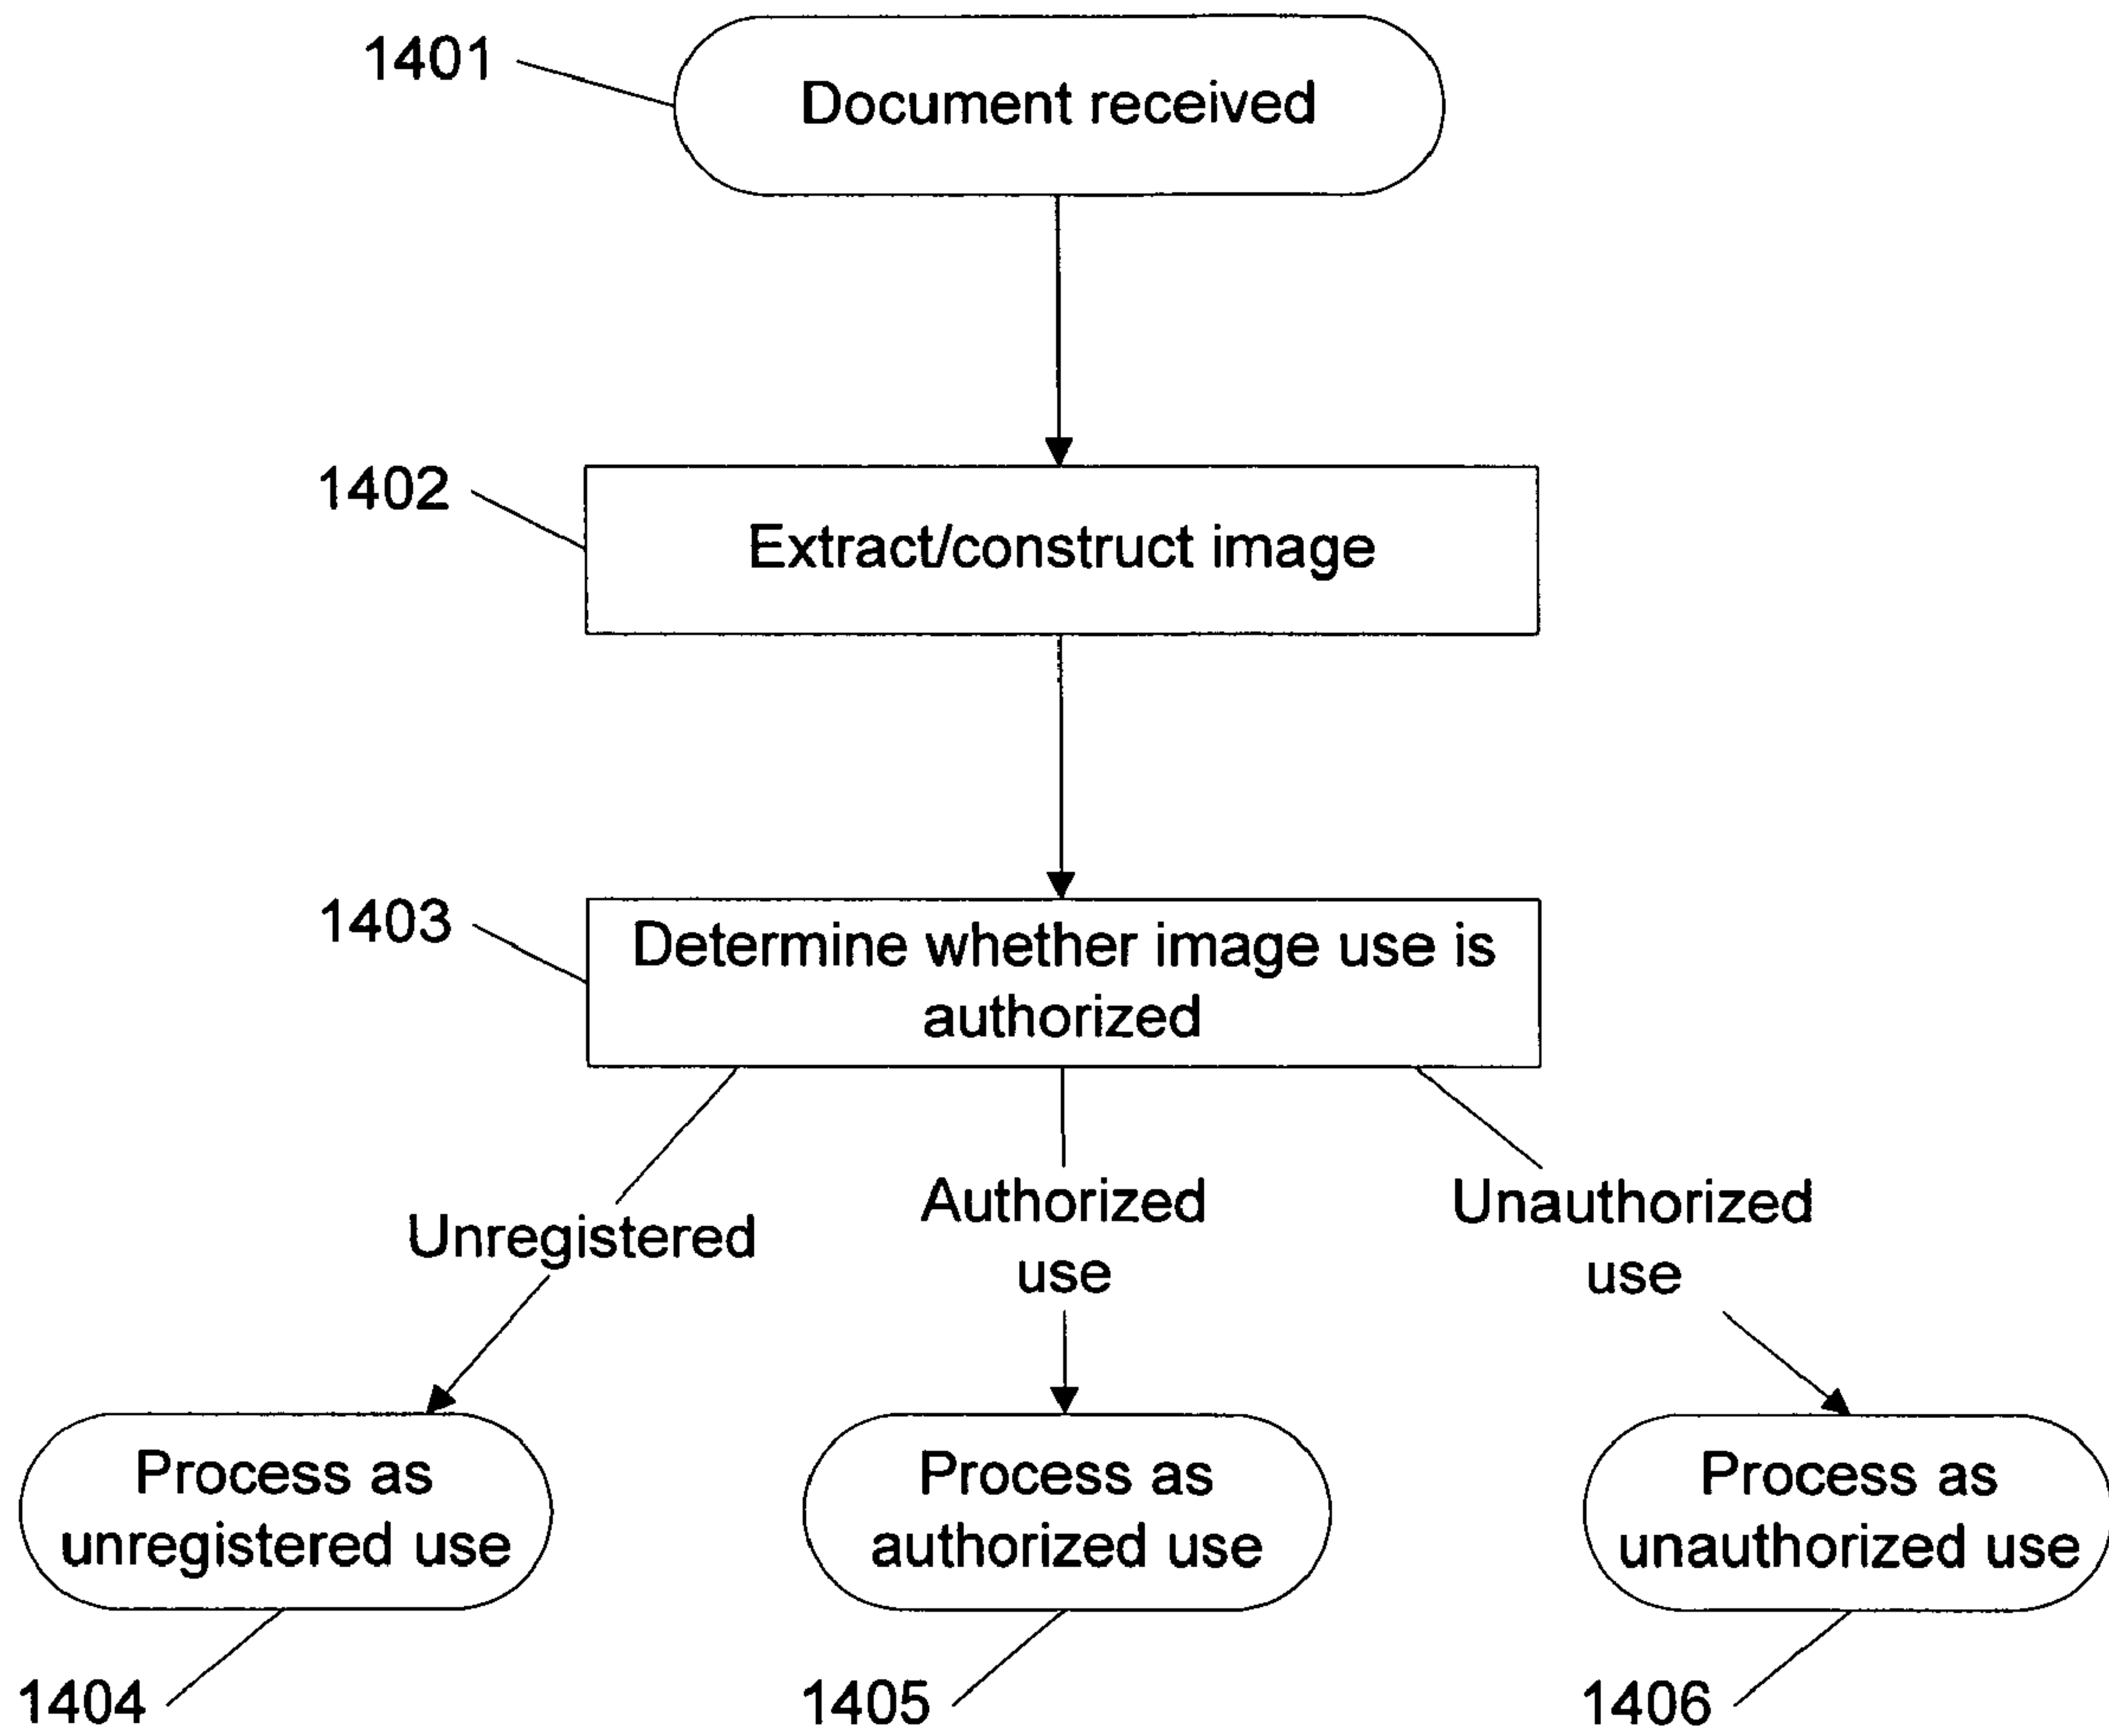 1401
Document received
1402
Extract/construct image
1403
Determine whether image use is
authorized
Unregistered
Authorized
use
Unauthorized
use
Process as
unregistered use
Process as
authorized use
Process as
unauthorized use
1404
1405
1406